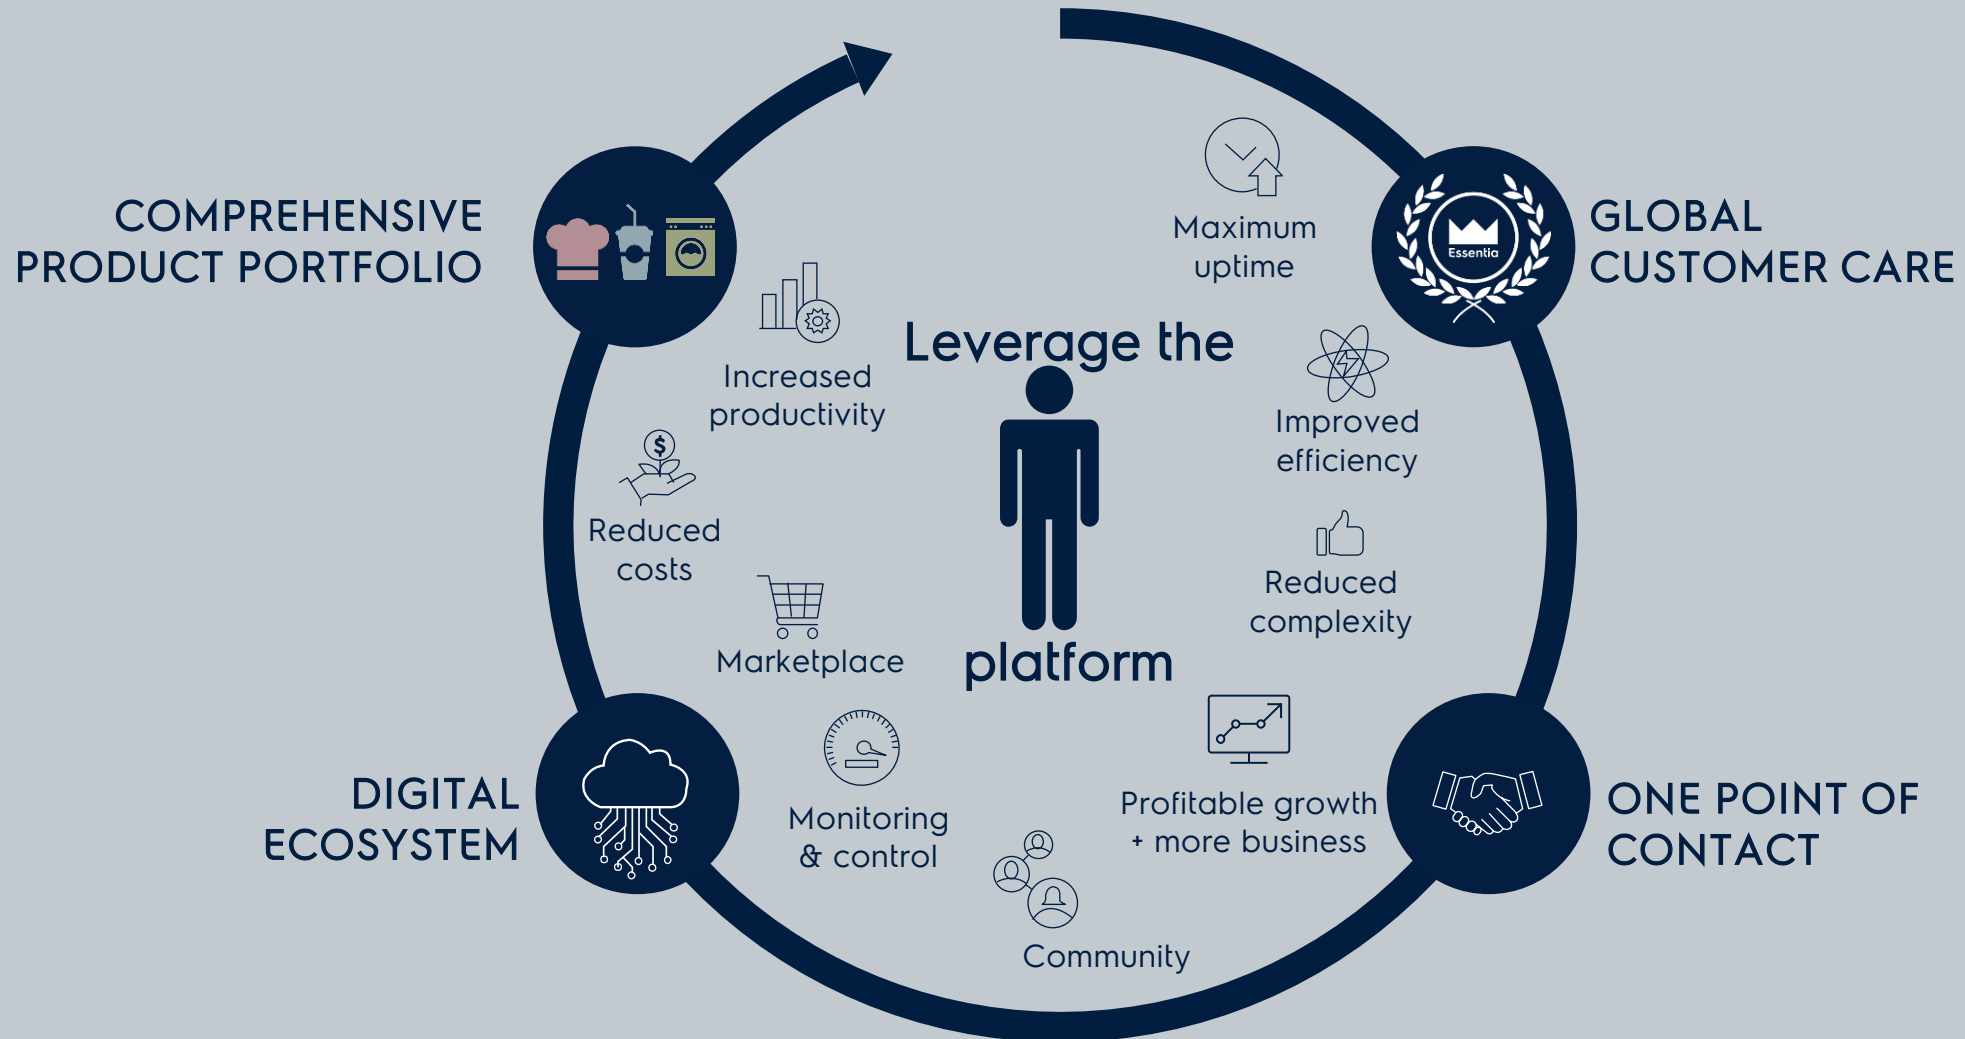 COMPREHENSIVE
PRODUCT PORTFOLIO
GLOBAL
CUSTOMER CARE
Essentia
Maximum
uptime
Increased
productivity
Leverage the
Improved
efficiency
$
Reduced
costs
Reduced
complexity
Marketplace
platform
DIGITAL
ECOSYSTEM
Monitoring
& control
Profitable growth
+ more business
ONE POINT OF
CONTACT
Community